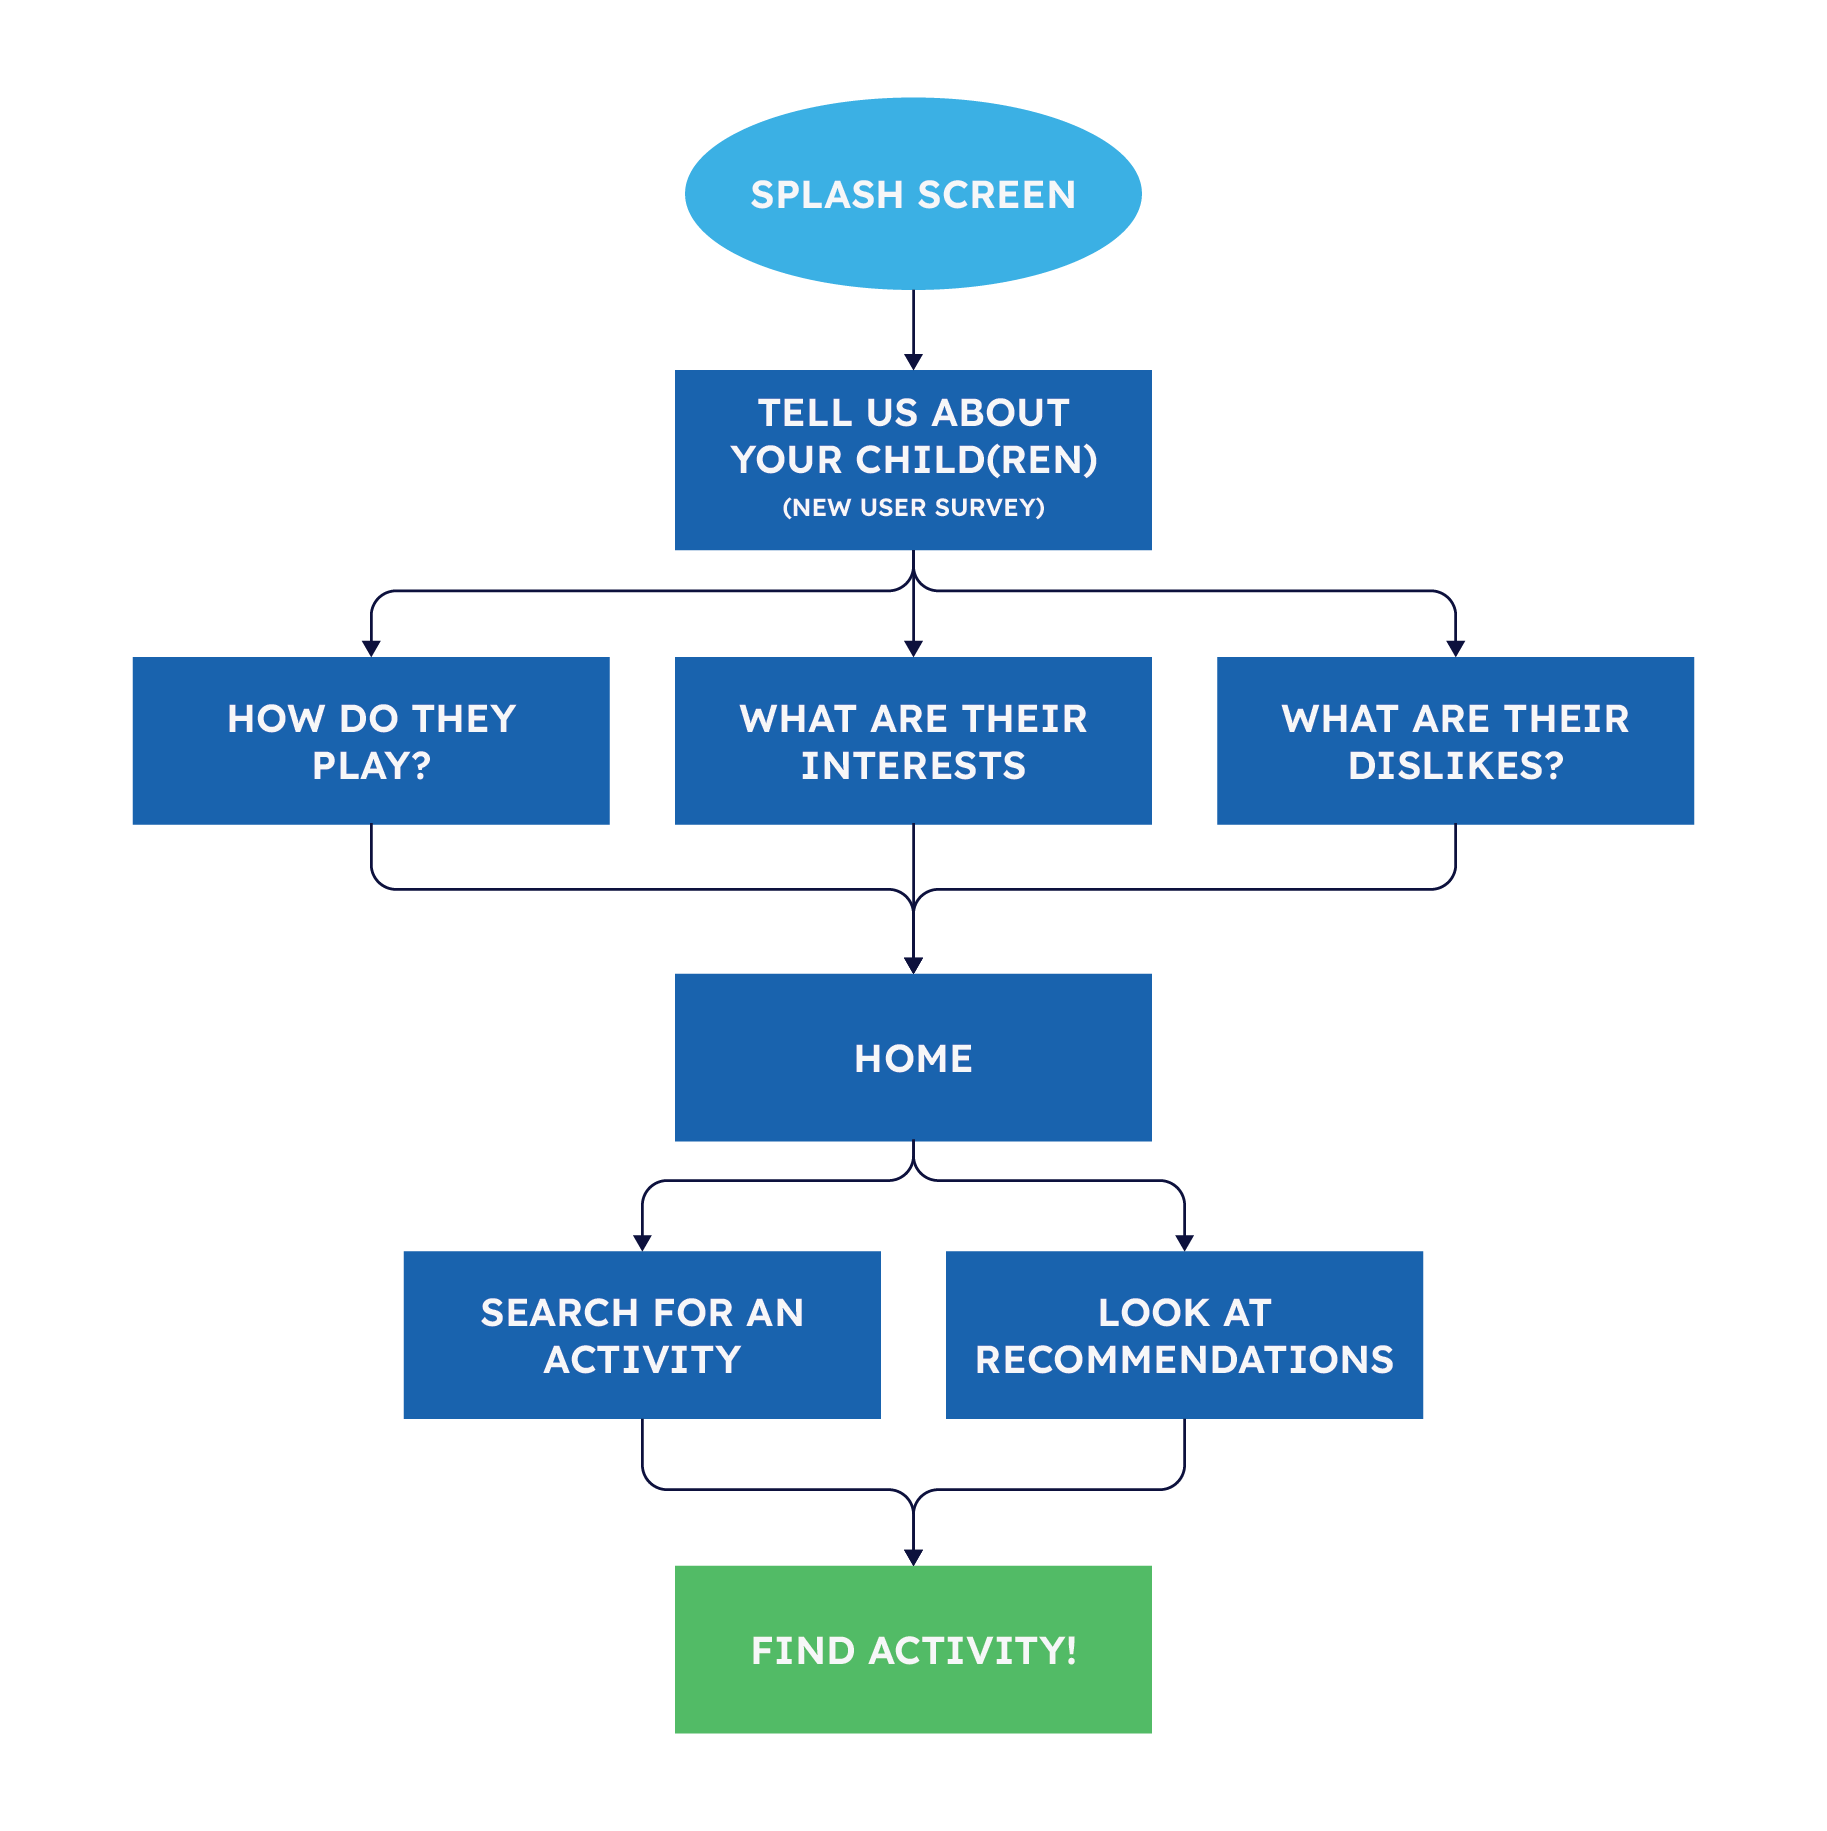 SPLASH SCREEN
TELL US ABOUT
YOUR CHILD(REN)
(NEW USER SURVEY)
HOW DO THEY
PLAY?
WHAT ARE THEIR
INTERESTS
WHAT ARE THEIR
DISLIKES?
HOME
SEARCH FOR AN
ACTIVITY
LOOK AT
RECOMMENDATIONS
FIND ACTIVITY!